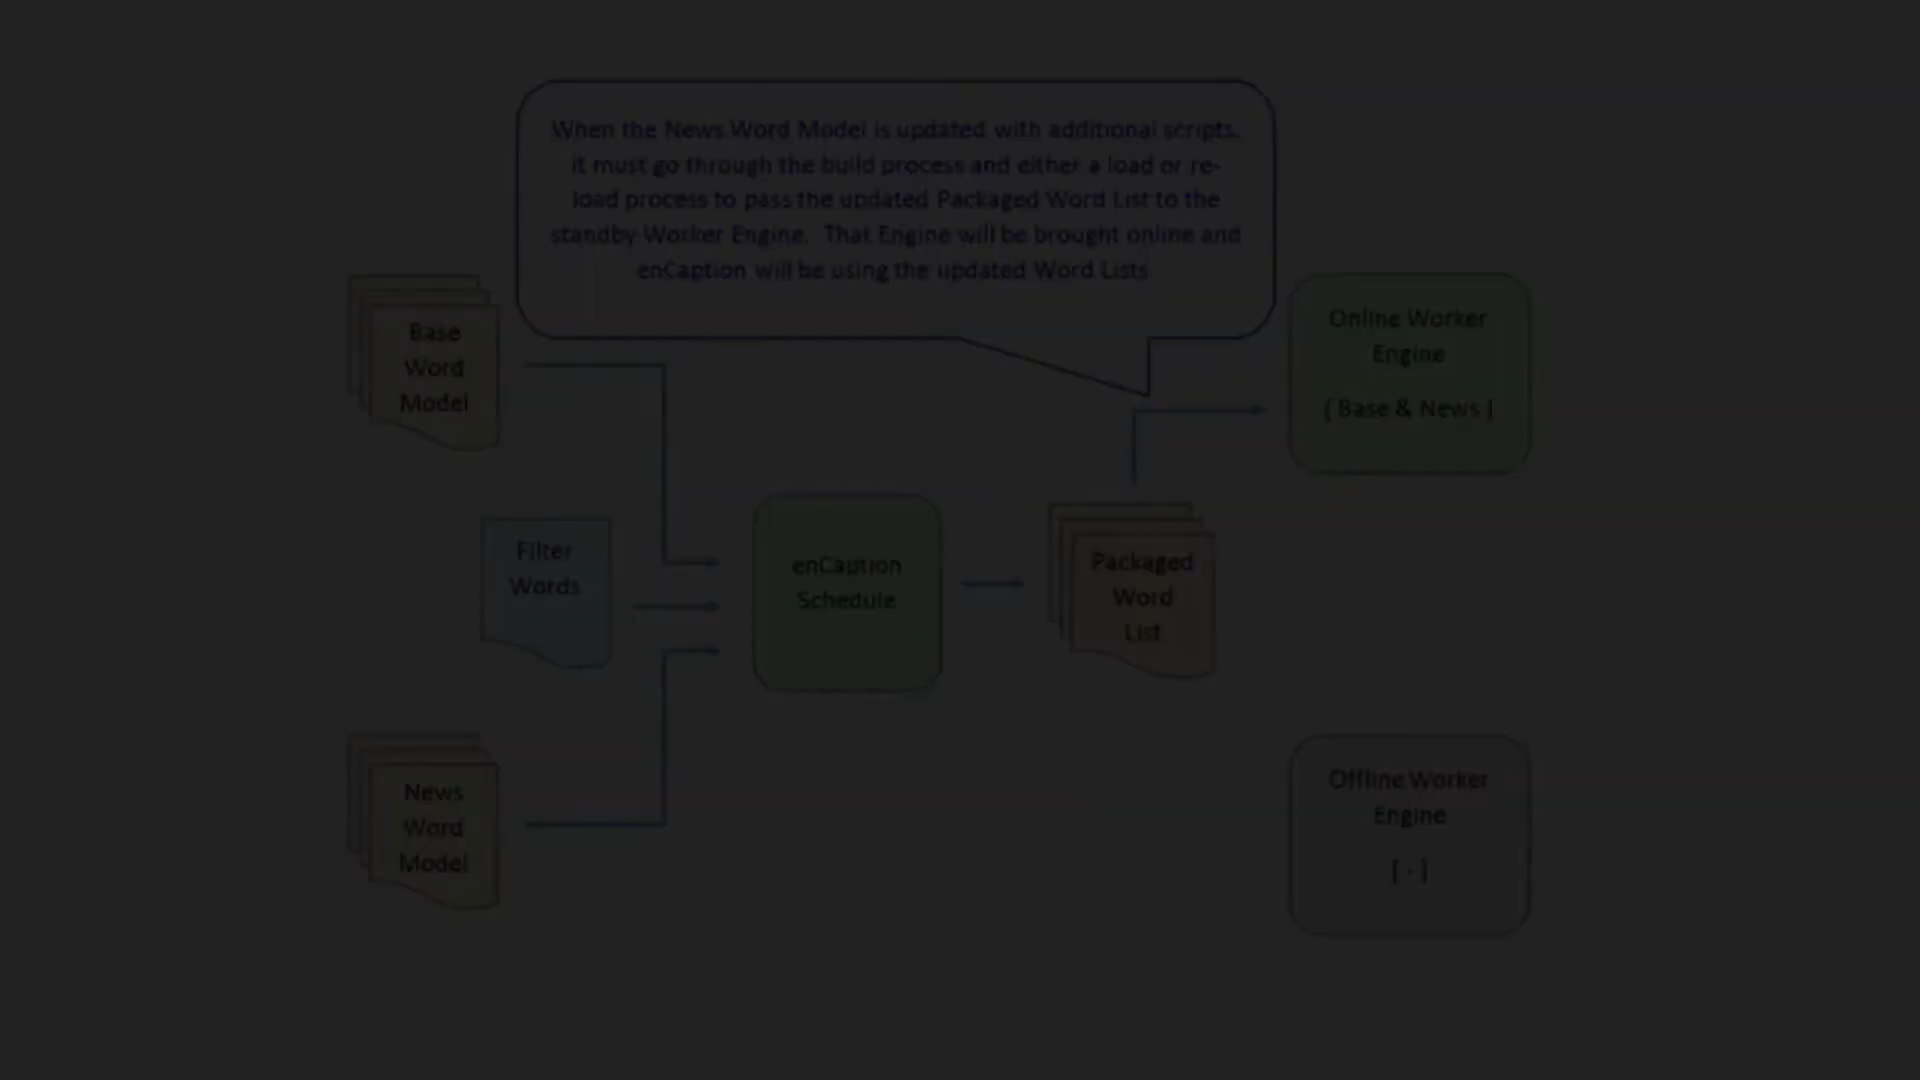 When the News Word Model is updated with additional scripts,
it must go through the build process and either a load or re-
load process to pass the updated Packaged Word List to the
standby Worker Engine.  That Engine will be brought online and
enCaption will be using the updated Word Lists
Base
Word
Model
Online Worker
Engine
[ Base & News ]
Filter
Words
enCaption
Schedule
Packaged
Word
List
News
Word
Model
Offline Worker
Engine
[ - ]